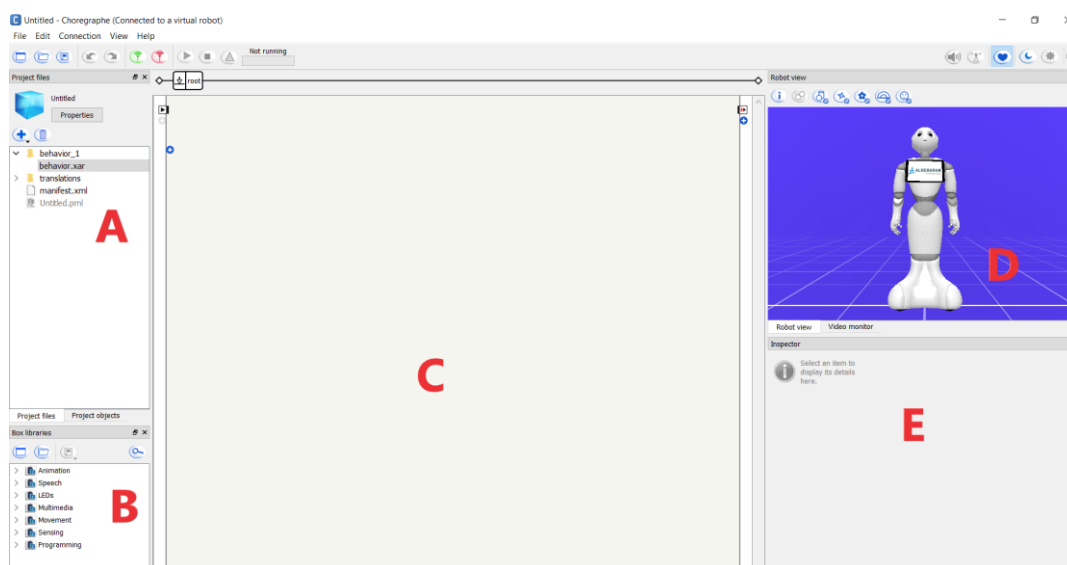 Untitled - Choregraphe (Connected to a virtual robot)
File Edit Connection View Help
Not running
Project files
root
Robot view
Untitled
Properties
behavior_1
behavior.xar
translations
manifest.xml
Untitled.pml
A
ALDEBARAN
D
Robot view Video monitor
Inspector
Select an item to
display its details
here.
C
E
Project files Project objects
Box libraries
Animation
Speech
LEDs
Multimedia
Movement
Sensing
Programming
B